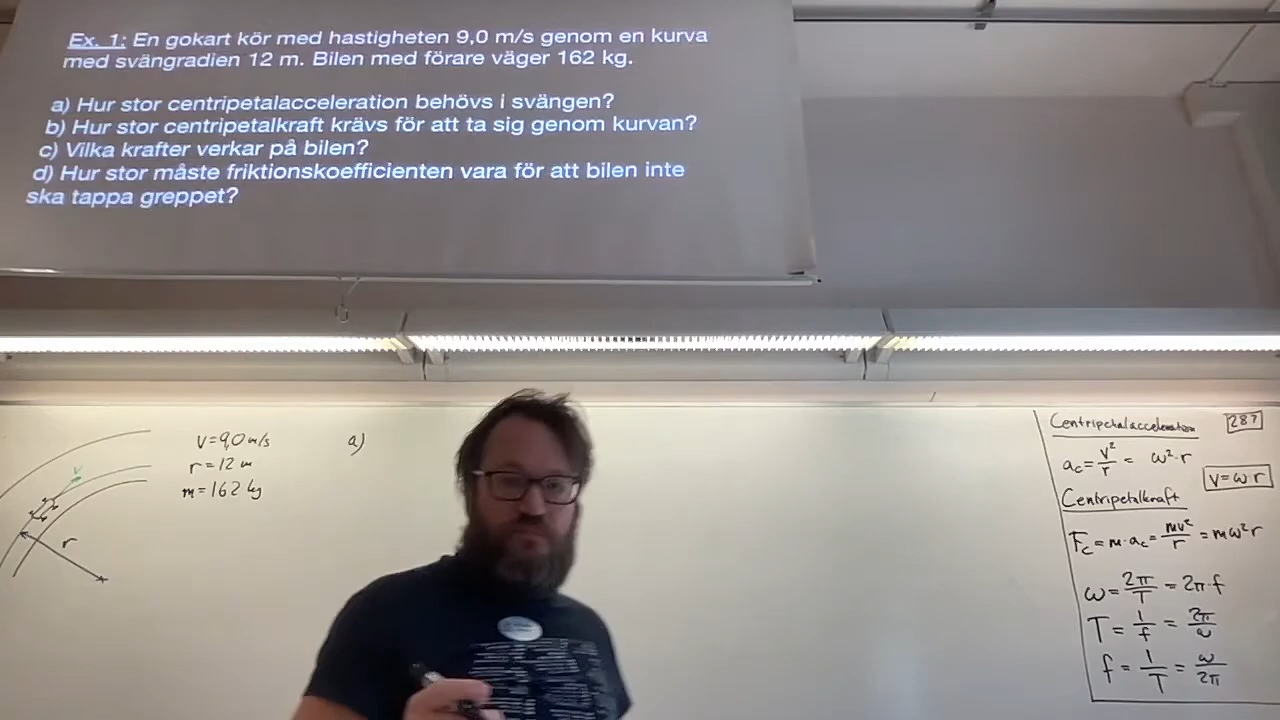 Ex. 1: En gokart kör med hastigheten 9,0 m/s genom en kurva
med svängradien 12 m. Bilen med förare väger 162 kg.
a) Hur stor centripetalacceleration behövs i svängen?
b) Hur stor centripetalkraft krävs för att ta sig genom kurvan?
c) Vilka krafter verkar på bilen?
d) Hur stor måste friktionskoefficienten vara för att bilen inte
ska tappa greppet?
v
r
v = 9,0 m/s
r = 12 m
m = 162 kg
a)
Centripetalacceleration 287
a_c = v²/r = ω²·r
v = ωr
Centripetalkraft
F_c = m·a_c = mv²/r = mω²r
ω = 2π/T = 2π·f
T = 1/f = 2π/ω
f = 1/T = ω/2π